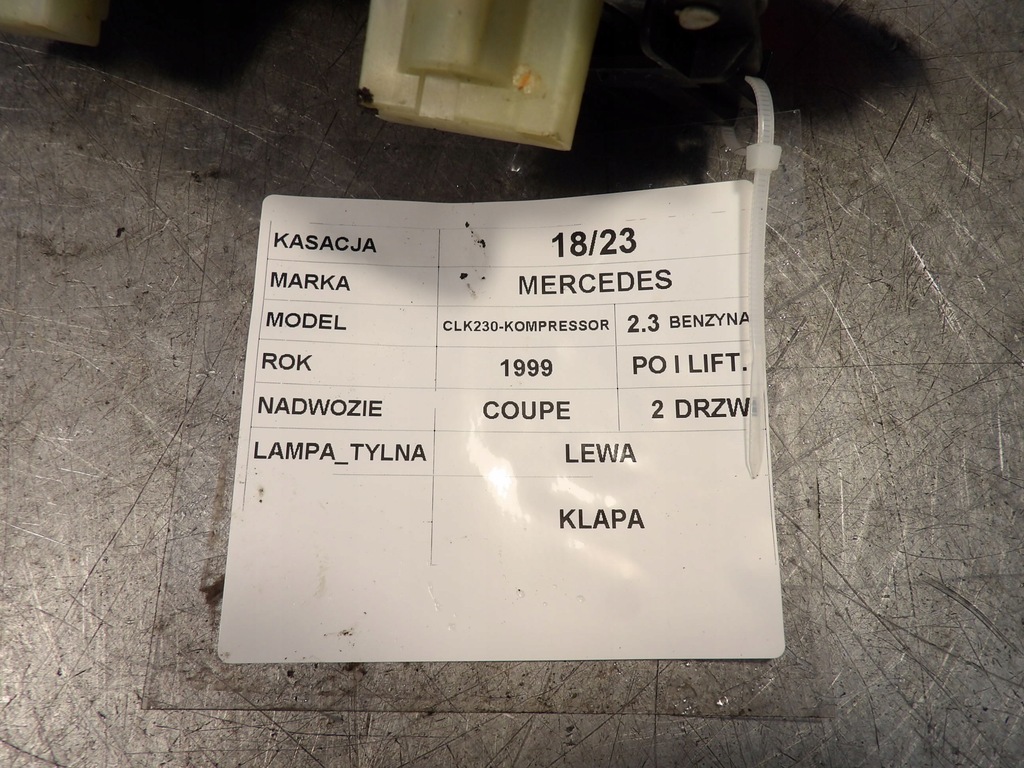 KASACJA 18/23
MARKA MERCEDES
MODEL CLK230-KOMPRESSOR 2.3 BENZYNA
ROK 1999 PO I LIFT.
NADWOZIE COUPE 2 DRZW
LAMPA_TYLNA LEWA
KLAPA